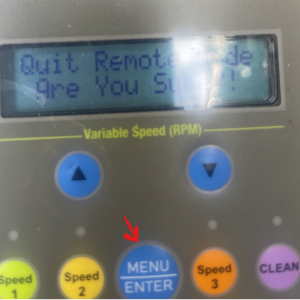 Quit Remote
Are You
Variable Speed (RPM)
Speed
1
Speed
2
MENU
ENTER
Speed
3
CLEAN